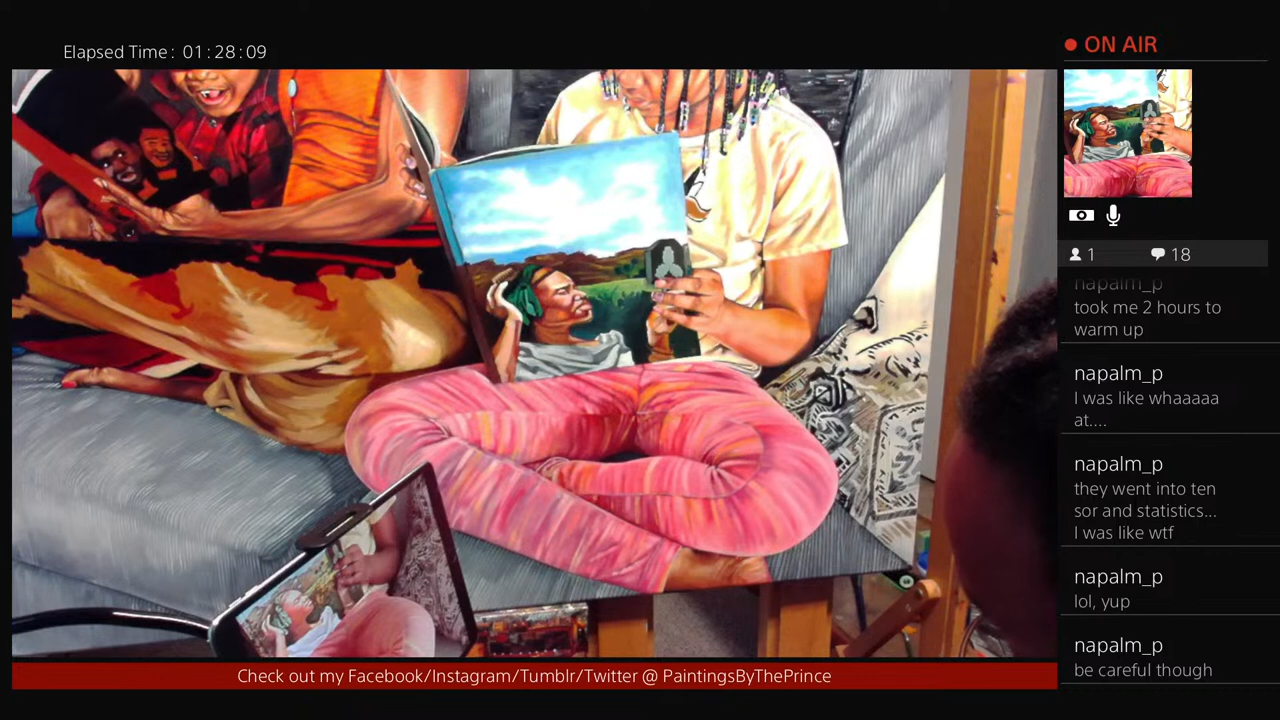 Elapsed Time: 01:28:09
ON AIR
1
18
napalm_p
took me 2 hours to
warm up
napalm_p
I was like whaaaaa
at....
napalm_p
they went into ten
sor and statistics...
I was like wtf
napalm_p
lol, yup
napalm_p
be careful though
Check out my Facebook/Instagram/Tumblr/Twitter @ PaintingsByThePrince